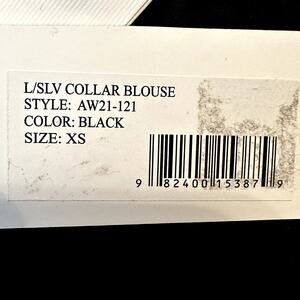 L/SLV COLLAR BLOUSE
STYLE: AW21-121
COLOR: BLACK
SIZE: XS
9 82400 15387 9